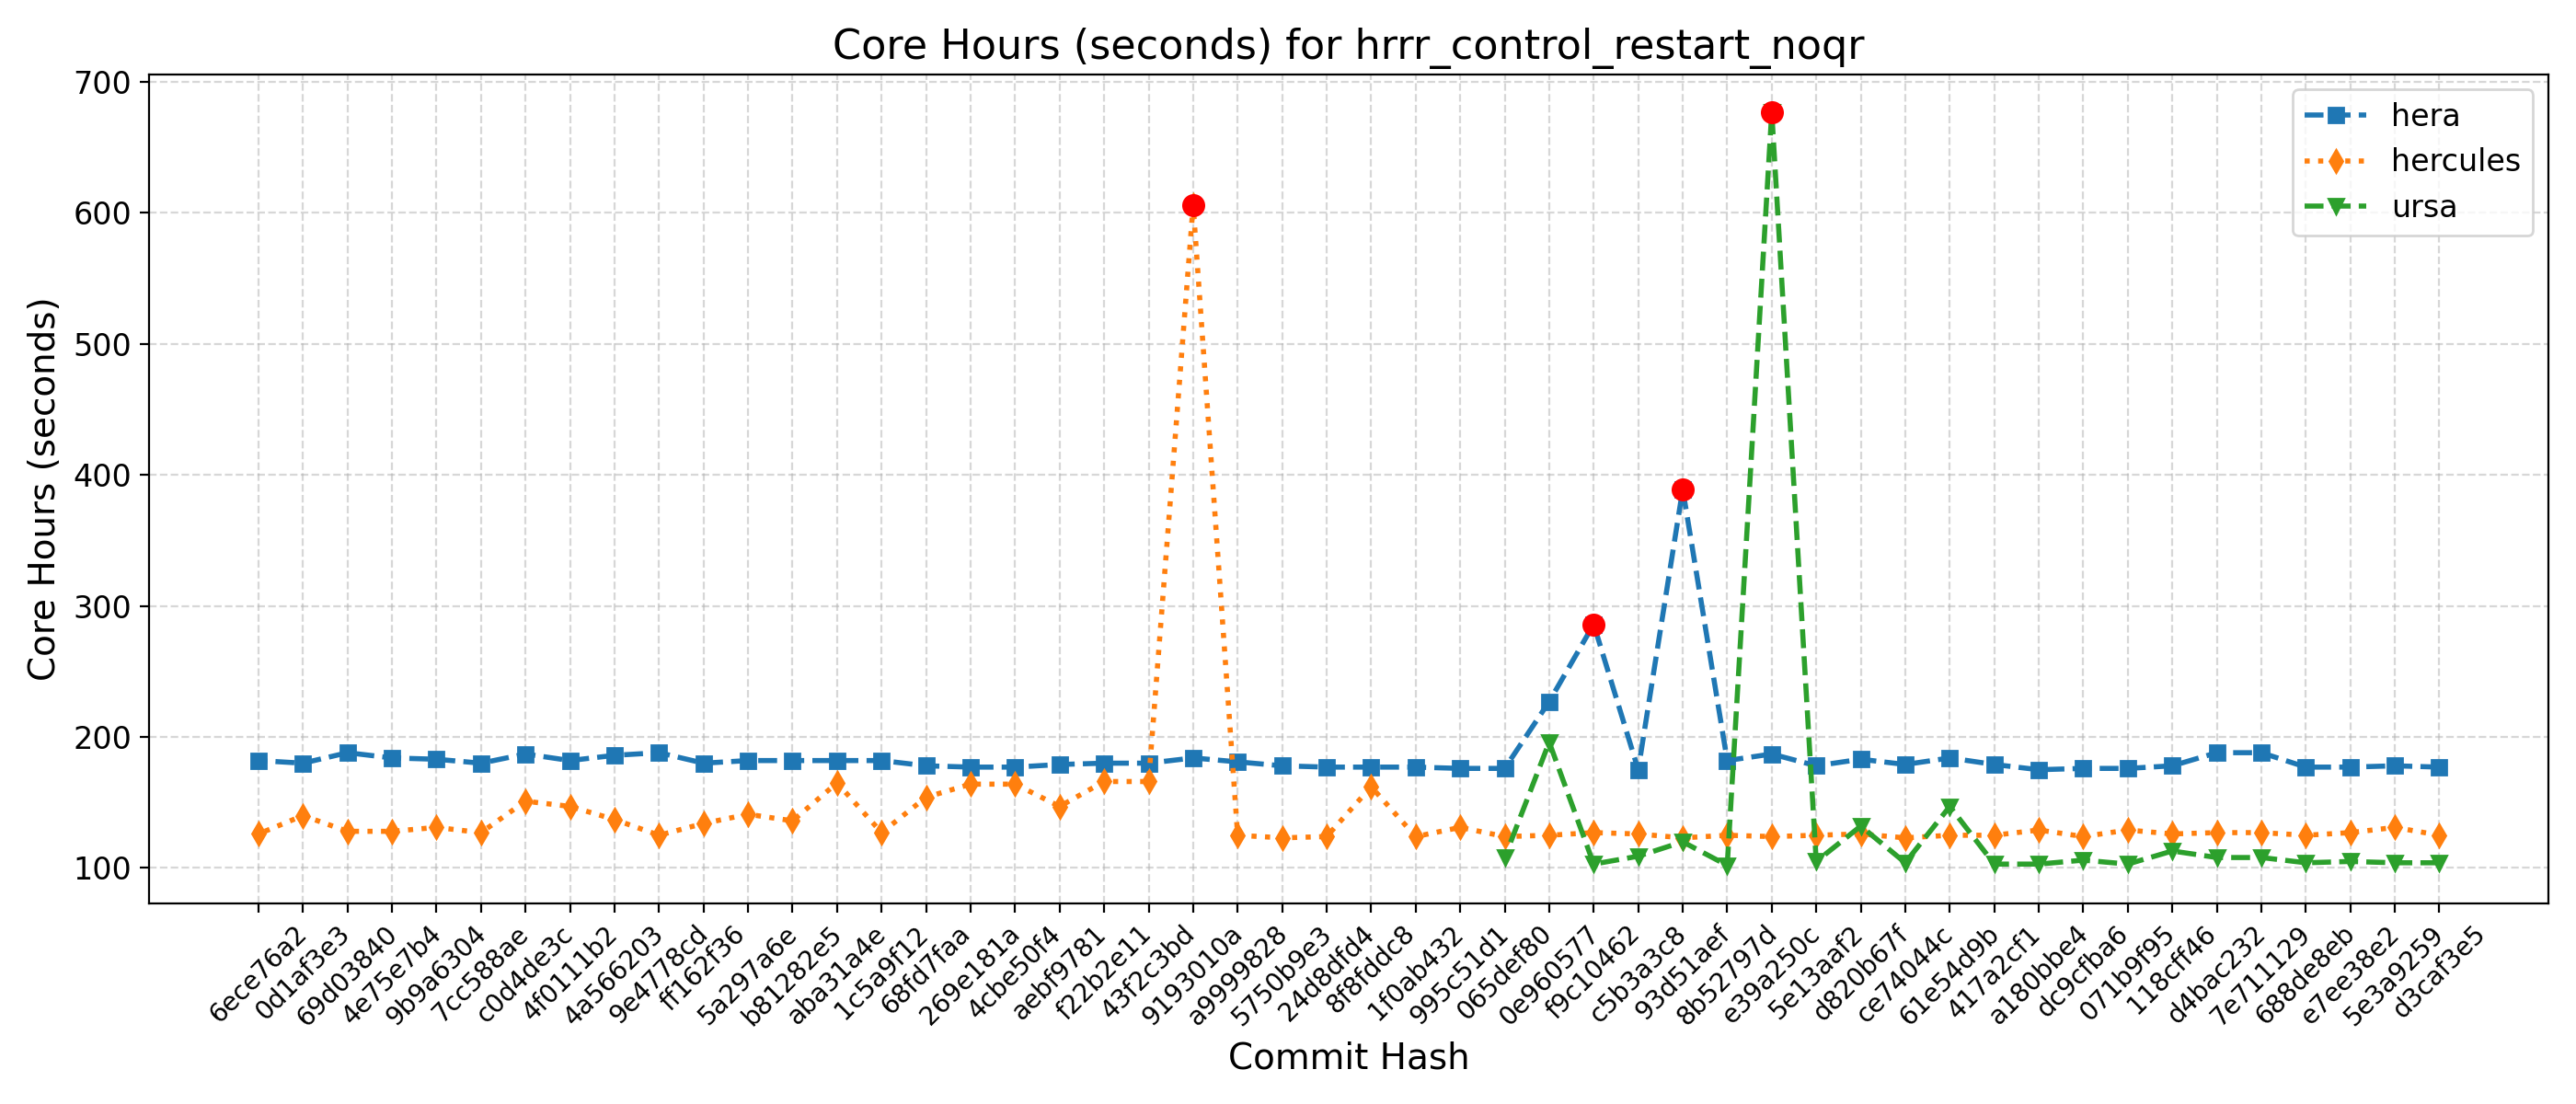 Core Hours (seconds) for hrrr_control_restart_noqr
700
600
500
400
300
200
100
Core Hours (seconds)
hera
hercules
ursa
6ece76a2
0d1af3e3
69d03840
4e75e7b4
9b9a6304
7cc588ae
c0d4de3c
4f0111b2
4a566203
9e4778cd
ff162f36
5a297a6e
b81282e5
aba31a4e
1c5a9f12
68fd7faa
269e181a
4cbe50f4
aebf9781
f22b2e11
43f2c3bd
9193010a
a9999828
5750b9e3
24d8dfd4
8f8fddc8
1f0ab432
995c51d1
065def80
0e960577
f9c10462
c5b3a3c8
93d51aef
8b52797d
e39a250c
5e13aaf2
d820b67f
ce74044c
61e54d9b
417a2cf1
a180bbe4
dc9cfba6
071b9f95
118cff46
d4bac232
7e711129
688de8eb
e7ee38e2
5e3a9259
d3caf3e5
Commit Hash